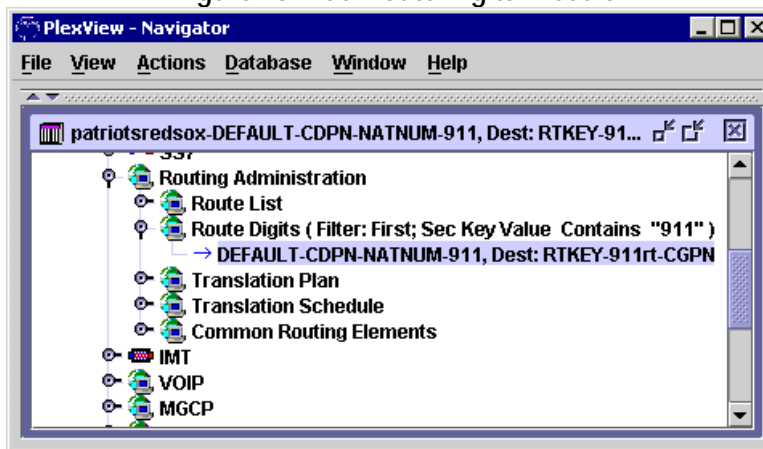 PlexView - Navigator
File View Actions Database Window Help
patriotsredsox-DEFAULT-CDPN-NATNUM-911, Dest: RTKEY-91...
SS7
Routing Administration
Route List
Route Digits ( Filter: First; Sec Key Value Contains "911" )
DEFAULT-CDPN-NATNUM-911, Dest: RTKEY-911rt-CGPN
Translation Plan
Translation Schedule
Common Routing Elements
IMT
VOIP
MGCP